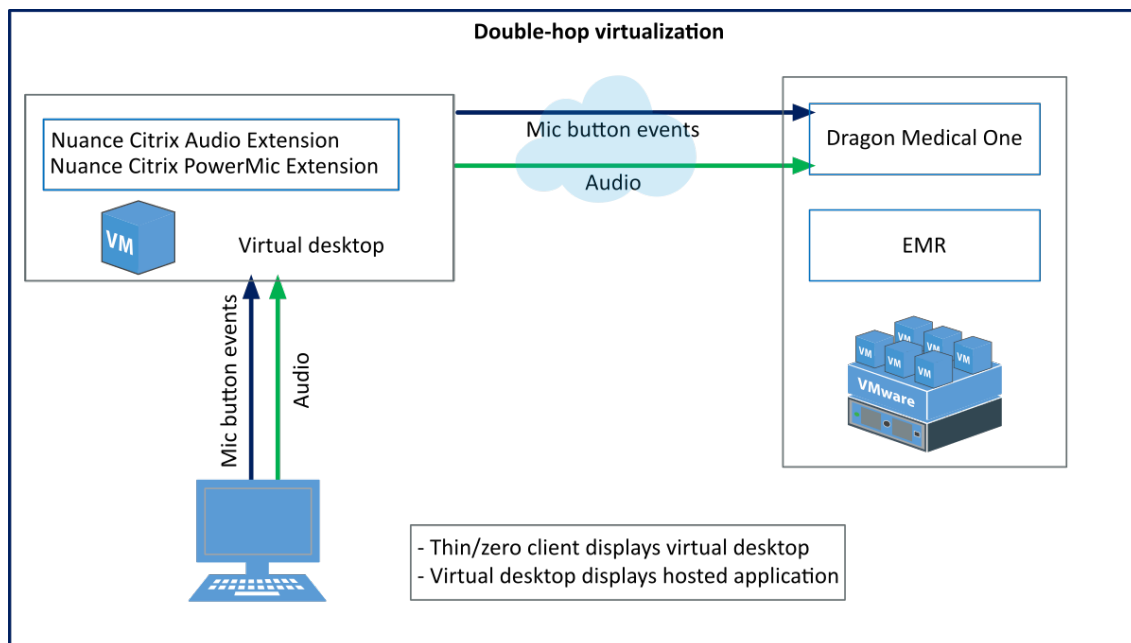 Double-hop virtualization
Nuance Citrix Audio Extension
Nuance Citrix PowerMic Extension
VM
Virtual desktop
Mic button events
Audio
Mic button events
Audio
Dragon Medical One
EMR
VM
VM
VM
VM
VM
VM
VMware
- Thin/zero client displays virtual desktop
- Virtual desktop displays hosted application